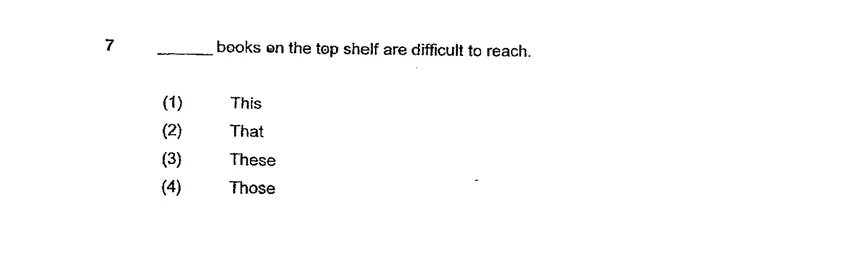 7 ______ books on the top shelf are difficult to reach.
(1) This
(2) That
(3) These
(4) Those